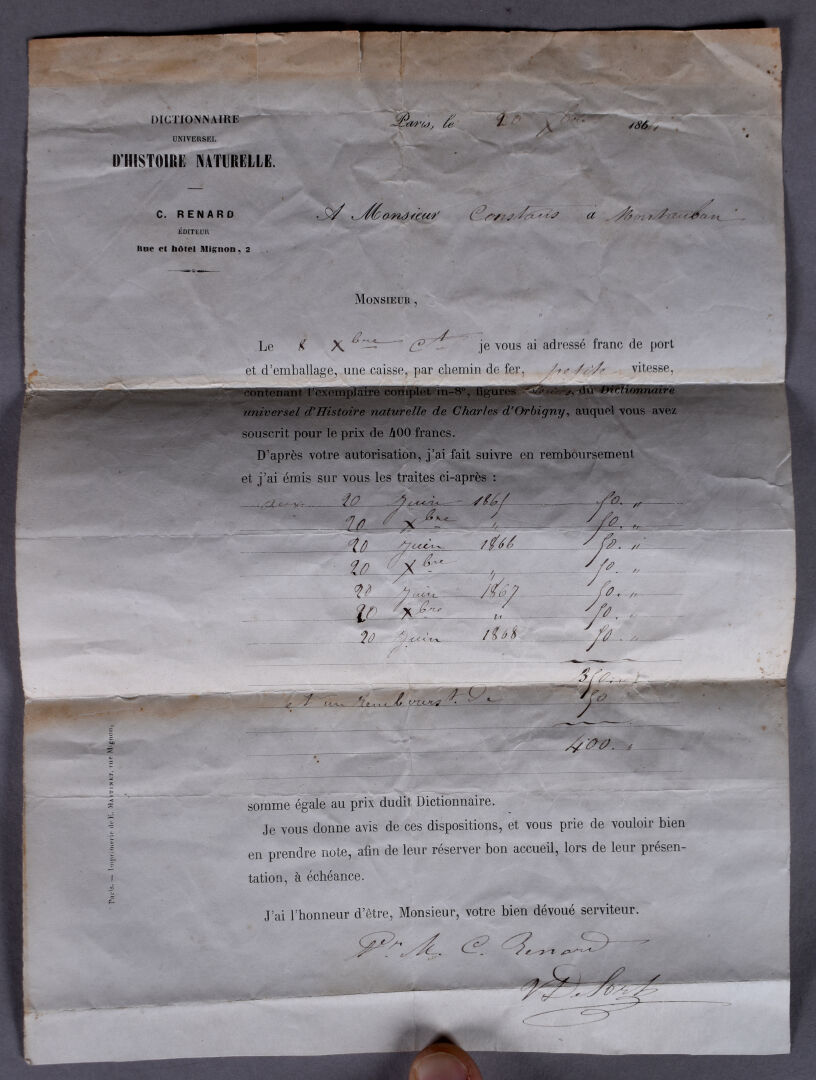 DICTIONNAIRE
UNIVERSEL
D'HISTOIRE NATURELLE.
C. RENARD
ÉDITEUR
Rue et hôtel Mignon, 2
Paris, le 20 Xbre 186
A Monsieur Constans à Montauban
MONSIEUR,
Le 8 Xbre Ct je vous ai adressé franc de port
et d'emballage, une caisse, par chemin de fer, petite vitesse,
contenant l'exemplaire complet in-8°, figures du Dictionnaire
universel d'Histoire naturelle de Charles d'Orbigny, auquel vous avez
souscrit pour le prix de 400 francs.
D'après votre autorisation, j'ai fait suivre en remboursement
et j'ai émis sur vous les traites ci-après :
aux 20 Juin 1865 50. "
20 Xbre " 50. "
20 Juin 1866 50. "
20 Xbre " 50. "
20 Juin 1867 50. "
20 Xbre " 50. "
20 Juin 1868 50. "
350. "
et un rembourst. de 50
400. "
somme égale au prix dudit Dictionnaire.
Je vous donne avis de ces dispositions, et vous prie de vouloir bien
en prendre note, afin de leur réserver bon accueil, lors de leur présen-
tation, à échéance.
J'ai l'honneur d'être, Monsieur, votre bien dévoué serviteur.
Pr. M. C. Renard
Paris. — Imprimerie de E. MARTINET, rue Mignon,